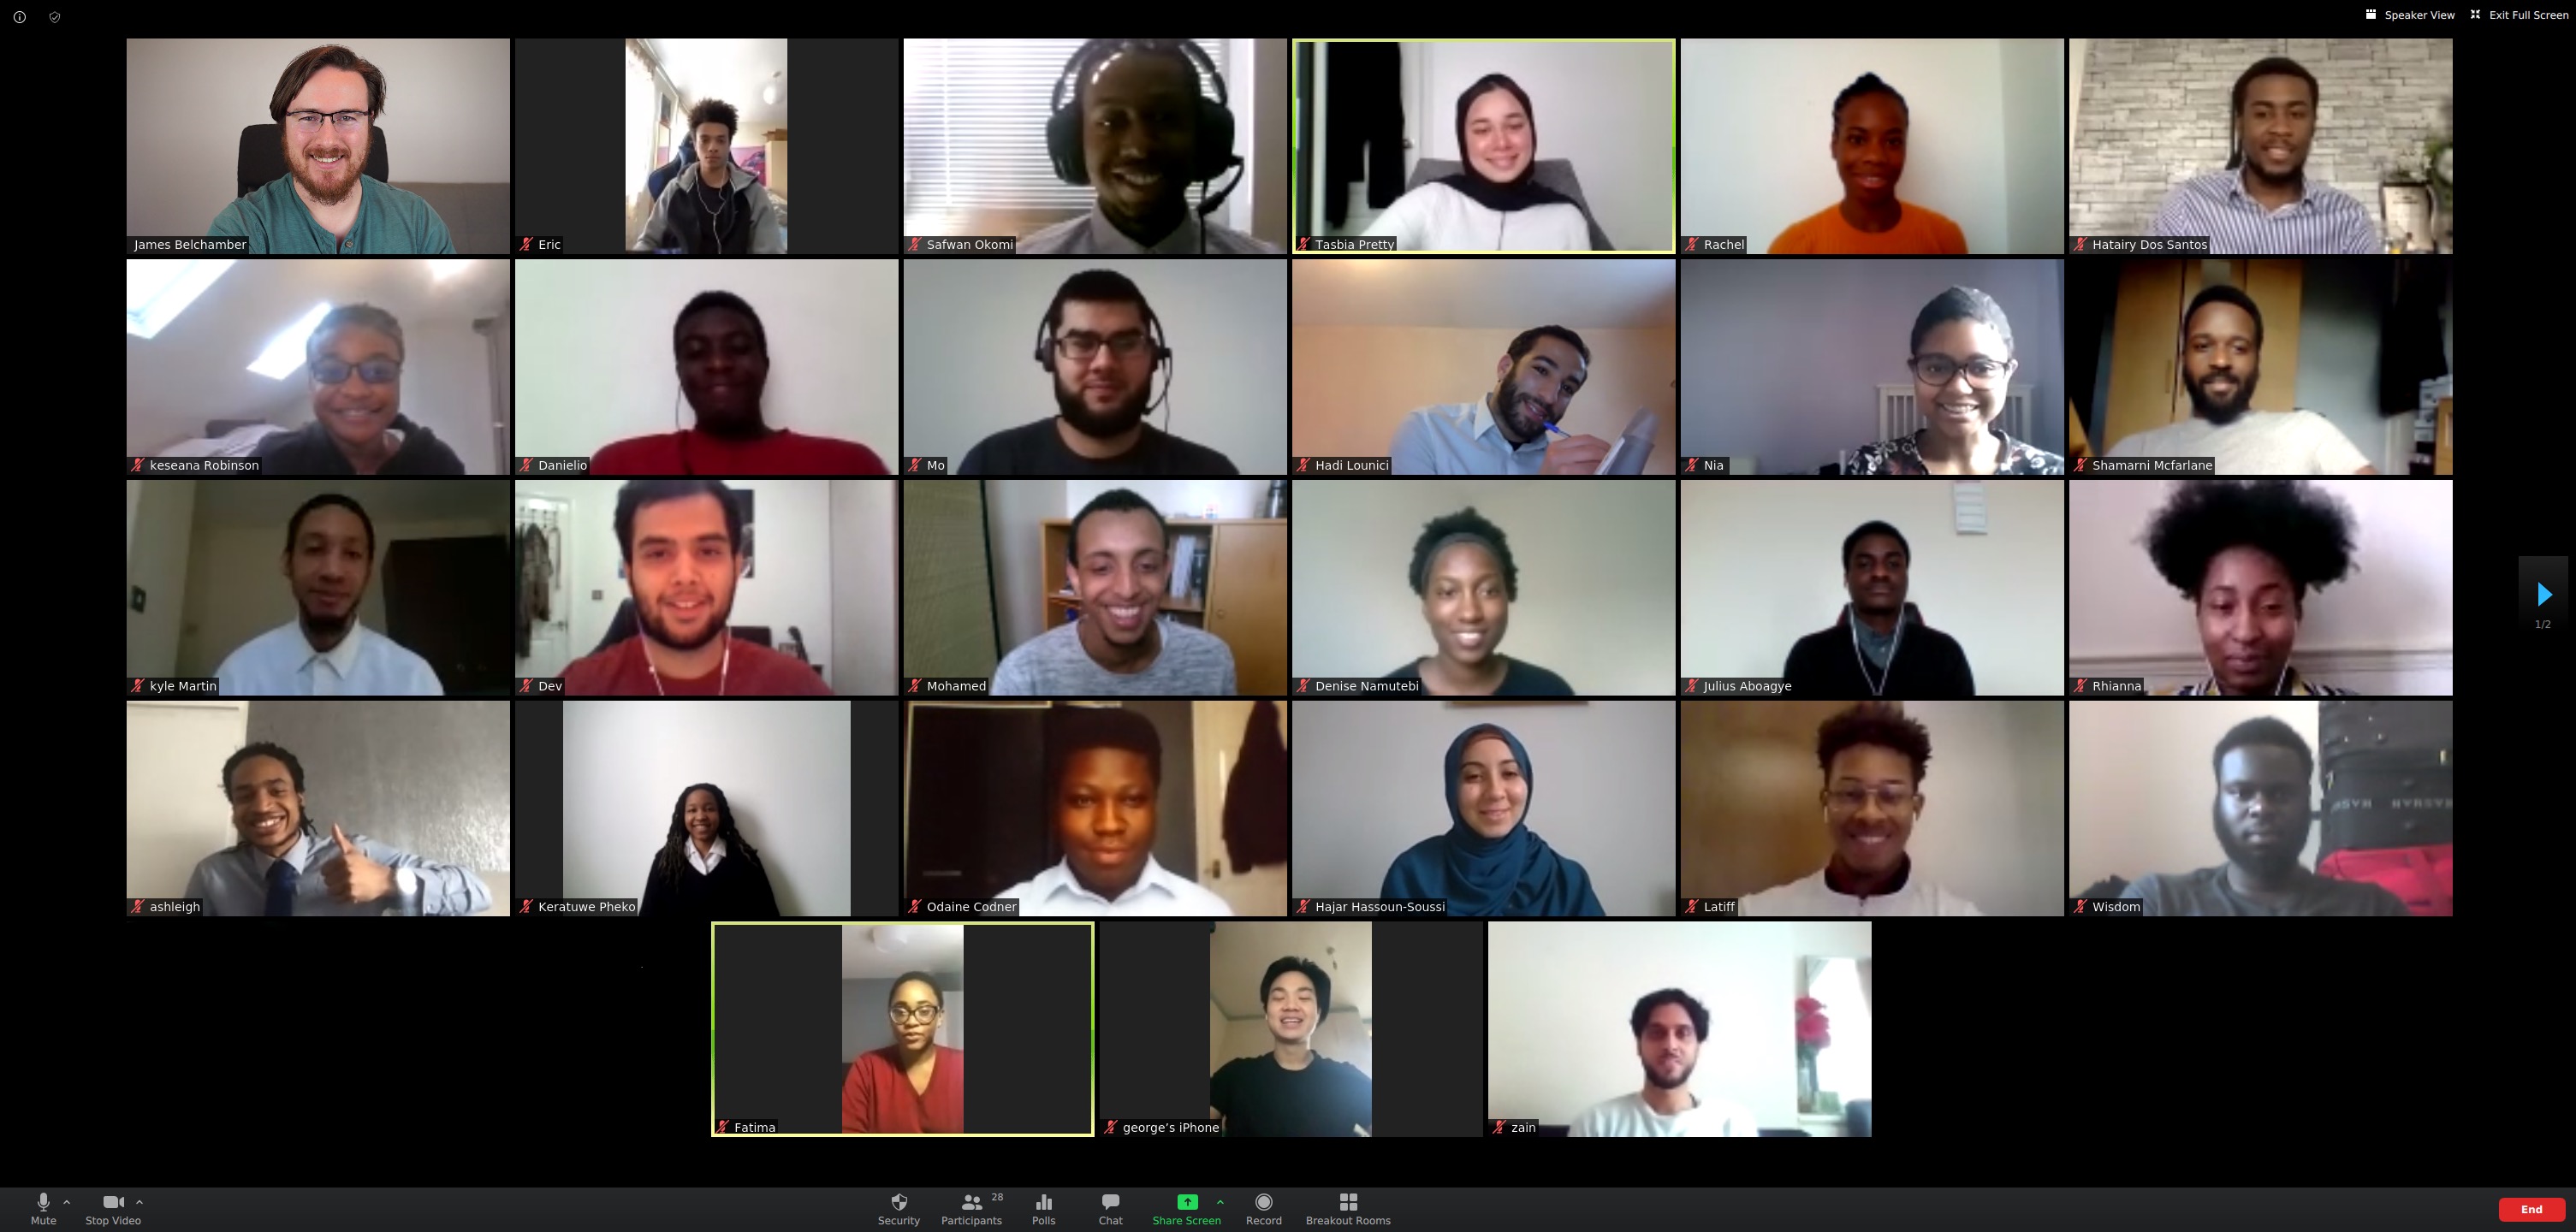 Speaker View Exit Full Screen
James Belchamber
Eric
Safwan Okomi
Tasbia Pretty
Rachel
Hatairy Dos Santos
keseana Robinson
Danielio
Mo
Hadi Lounici
Nia
Shamarni Mcfarlane
kyle Martin
Dev
Mohamed
Denise Namutebi
Julius Aboagye
Rhianna
1/2
ashleigh
Keratuwe Pheko
Odaine Codner
Hajar Hassoun-Soussi
Latiff
Wisdom
Fatima
george’s iPhone
zain
Mute
Stop Video
Security
Participants 28
Polls
Chat
Share Screen
Record
Breakout Rooms
End